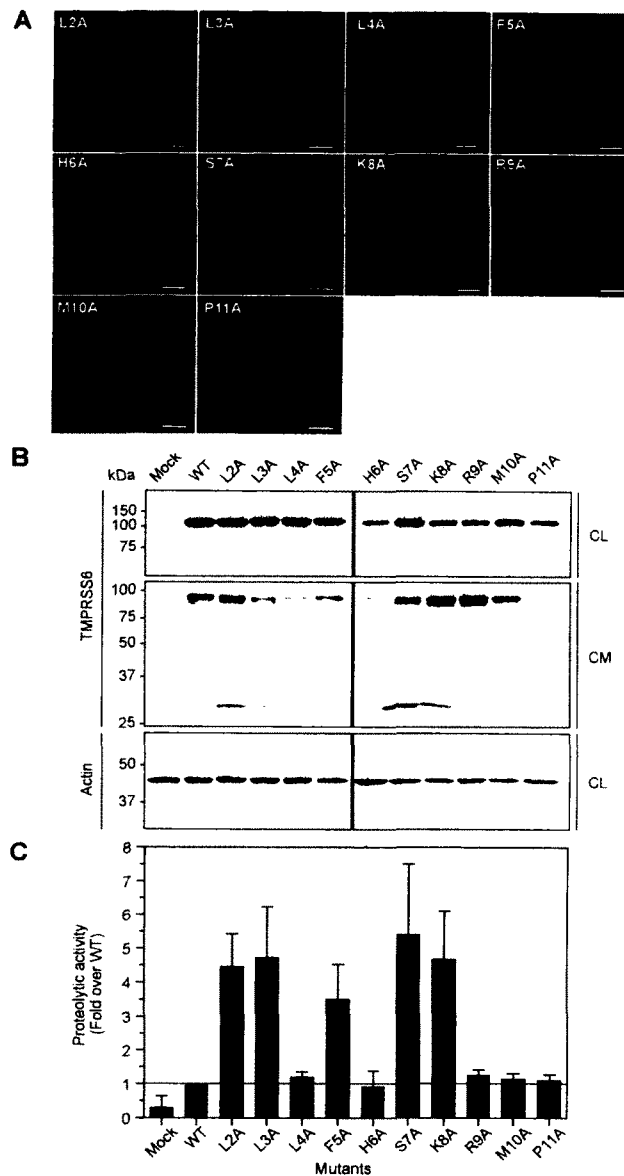 A
L2A L3A L4A F5A
H6A S7A K8A R9A
M10A P11A
B
kDa Mock WT L2A L3A L4A F5A H6A S7A K8A R9A M10A P11A
150
100
75
CL
TMPRSS6
100
75
50
37
25
CM
Actin
50
37
CL
C
Proteolytic activity
(Fold over WT)
8
7
6
5
4
3
2
1
0
Mock WT L2A L3A L4A F5A H6A S7A K8A R9A M10A P11A
Mutants